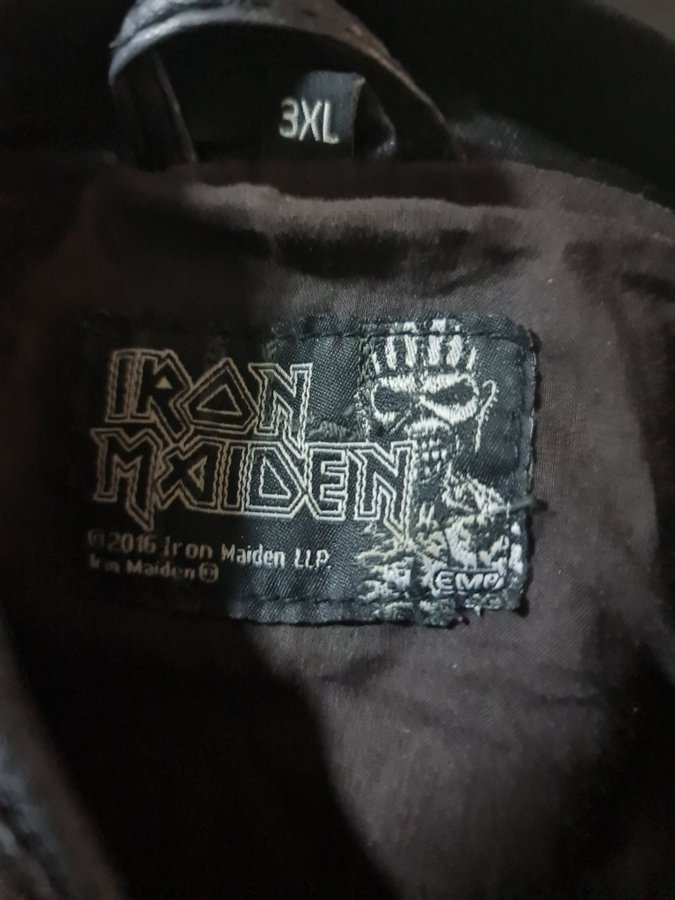 3XL
IRON
MAIDEN
©2016 Iron Maiden LLP.
Iron Maiden®
EMP